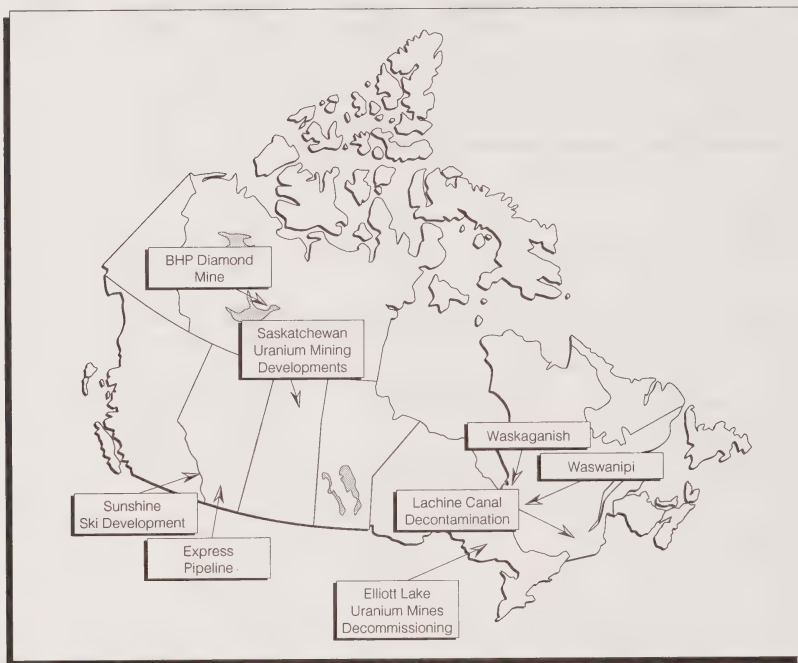 BHP Diamond
Mine
Saskatchewan
Uranium Mining
Developments
Waskaganish
Waswanipi
Sunshine
Ski Development
Lachine Canal
Decontamination
Express
Pipeline
Elliott Lake
Uranium Mines
Decommissioning